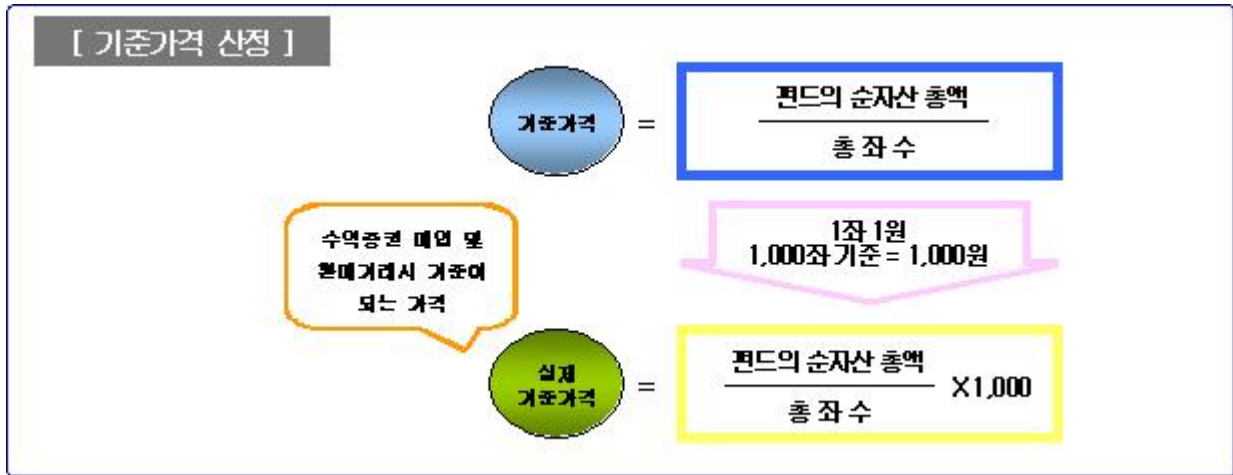 [ 기준가격 산정 ]
기준가격
=
펀드의 순자산 총액
총 좌 수
1좌 1원
1,000좌 기준 = 1,000원
수익증권 매입 및
환매거래시 기준이
되는 가격
실제
기준가격
=
펀드의 순자산 총액
총 좌 수
X1,000